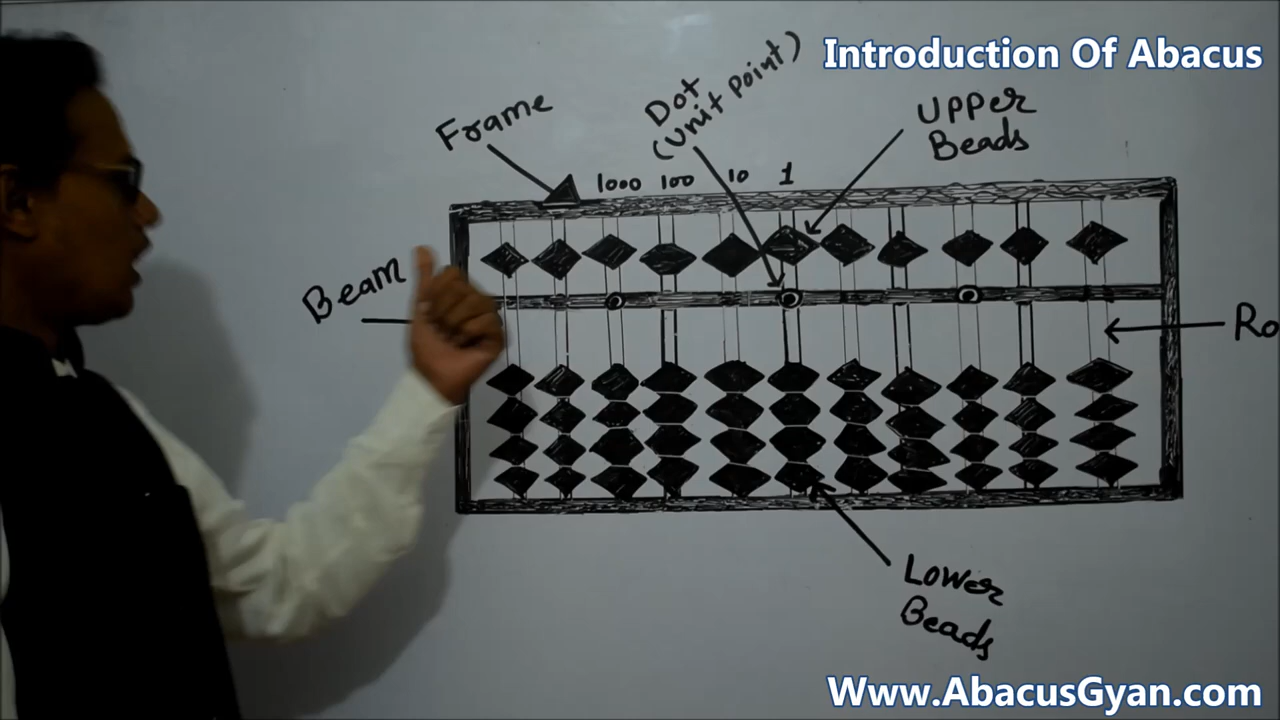 Introduction Of Abacus
Frame
Dot
(Unit Point)
UPPer
Beads
1000 100 10 1
Beam
Ro
Lower
Beads
Www.AbacusGyan.com